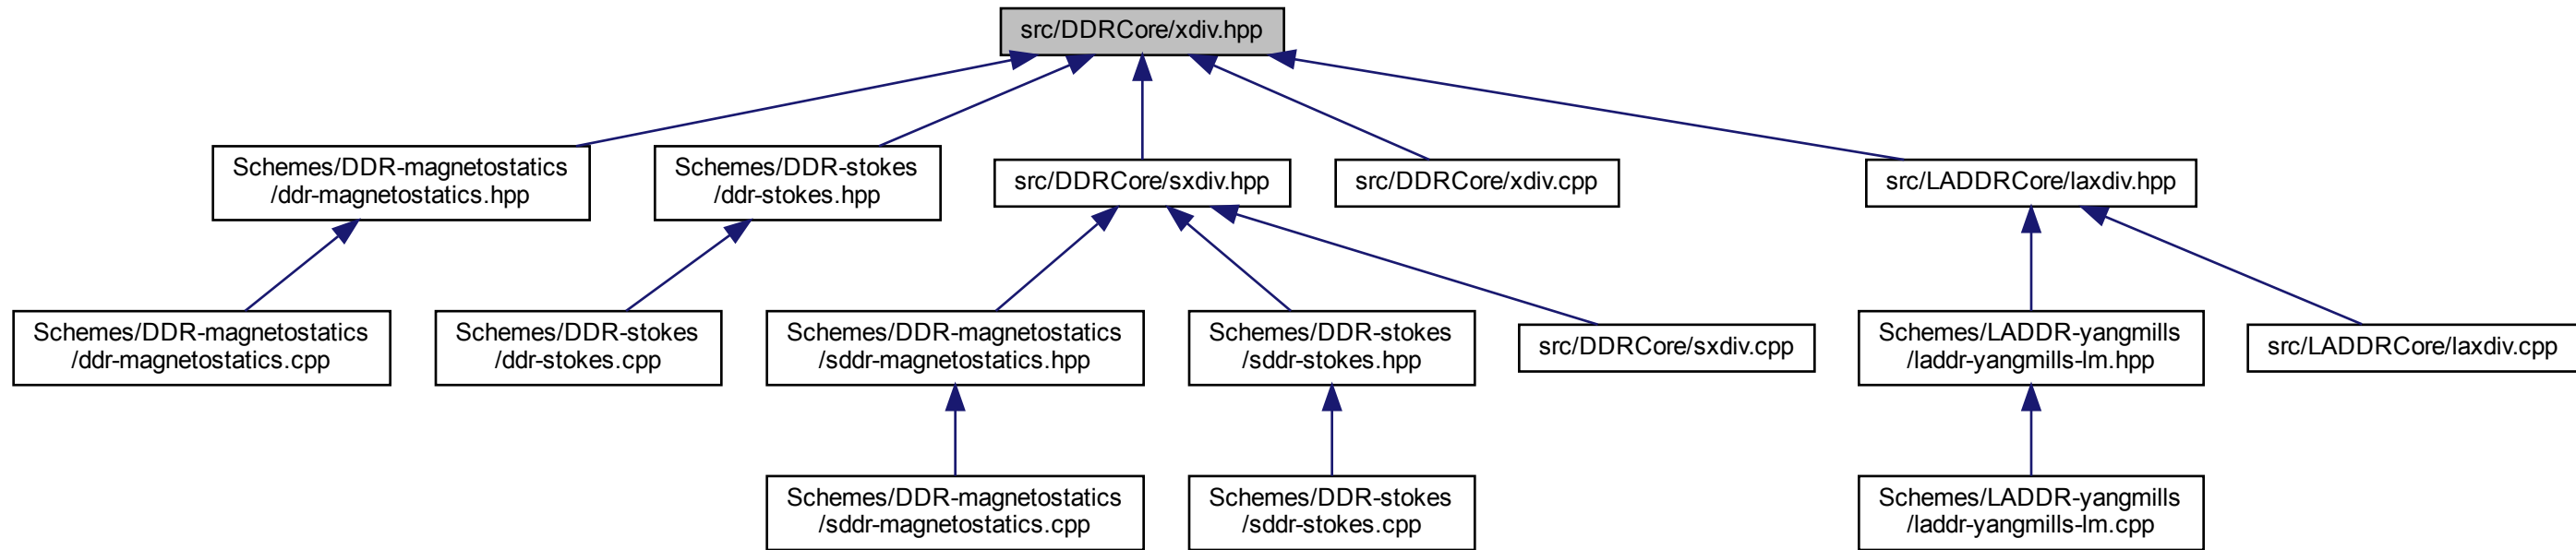 src/DDRCore/xdiv.hpp
Schemes/DDR-magnetostatics
/ddr-magnetostatics.hpp
Schemes/DDR-stokes
/ddr-stokes.hpp
src/DDRCore/sxdiv.hpp
src/DDRCore/xdiv.cpp
src/LADDRCore/laxdiv.hpp
Schemes/DDR-magnetostatics
/ddr-magnetostatics.cpp
Schemes/DDR-stokes
/ddr-stokes.cpp
Schemes/DDR-magnetostatics
/sddr-magnetostatics.hpp
Schemes/DDR-stokes
/sddr-stokes.hpp
src/DDRCore/sxdiv.cpp
Schemes/LADDR-yangmills
/laddr-yangmills-lm.hpp
src/LADDRCore/laxdiv.cpp
Schemes/DDR-magnetostatics
/sddr-magnetostatics.cpp
Schemes/DDR-stokes
/sddr-stokes.cpp
Schemes/LADDR-yangmills
/laddr-yangmills-lm.cpp